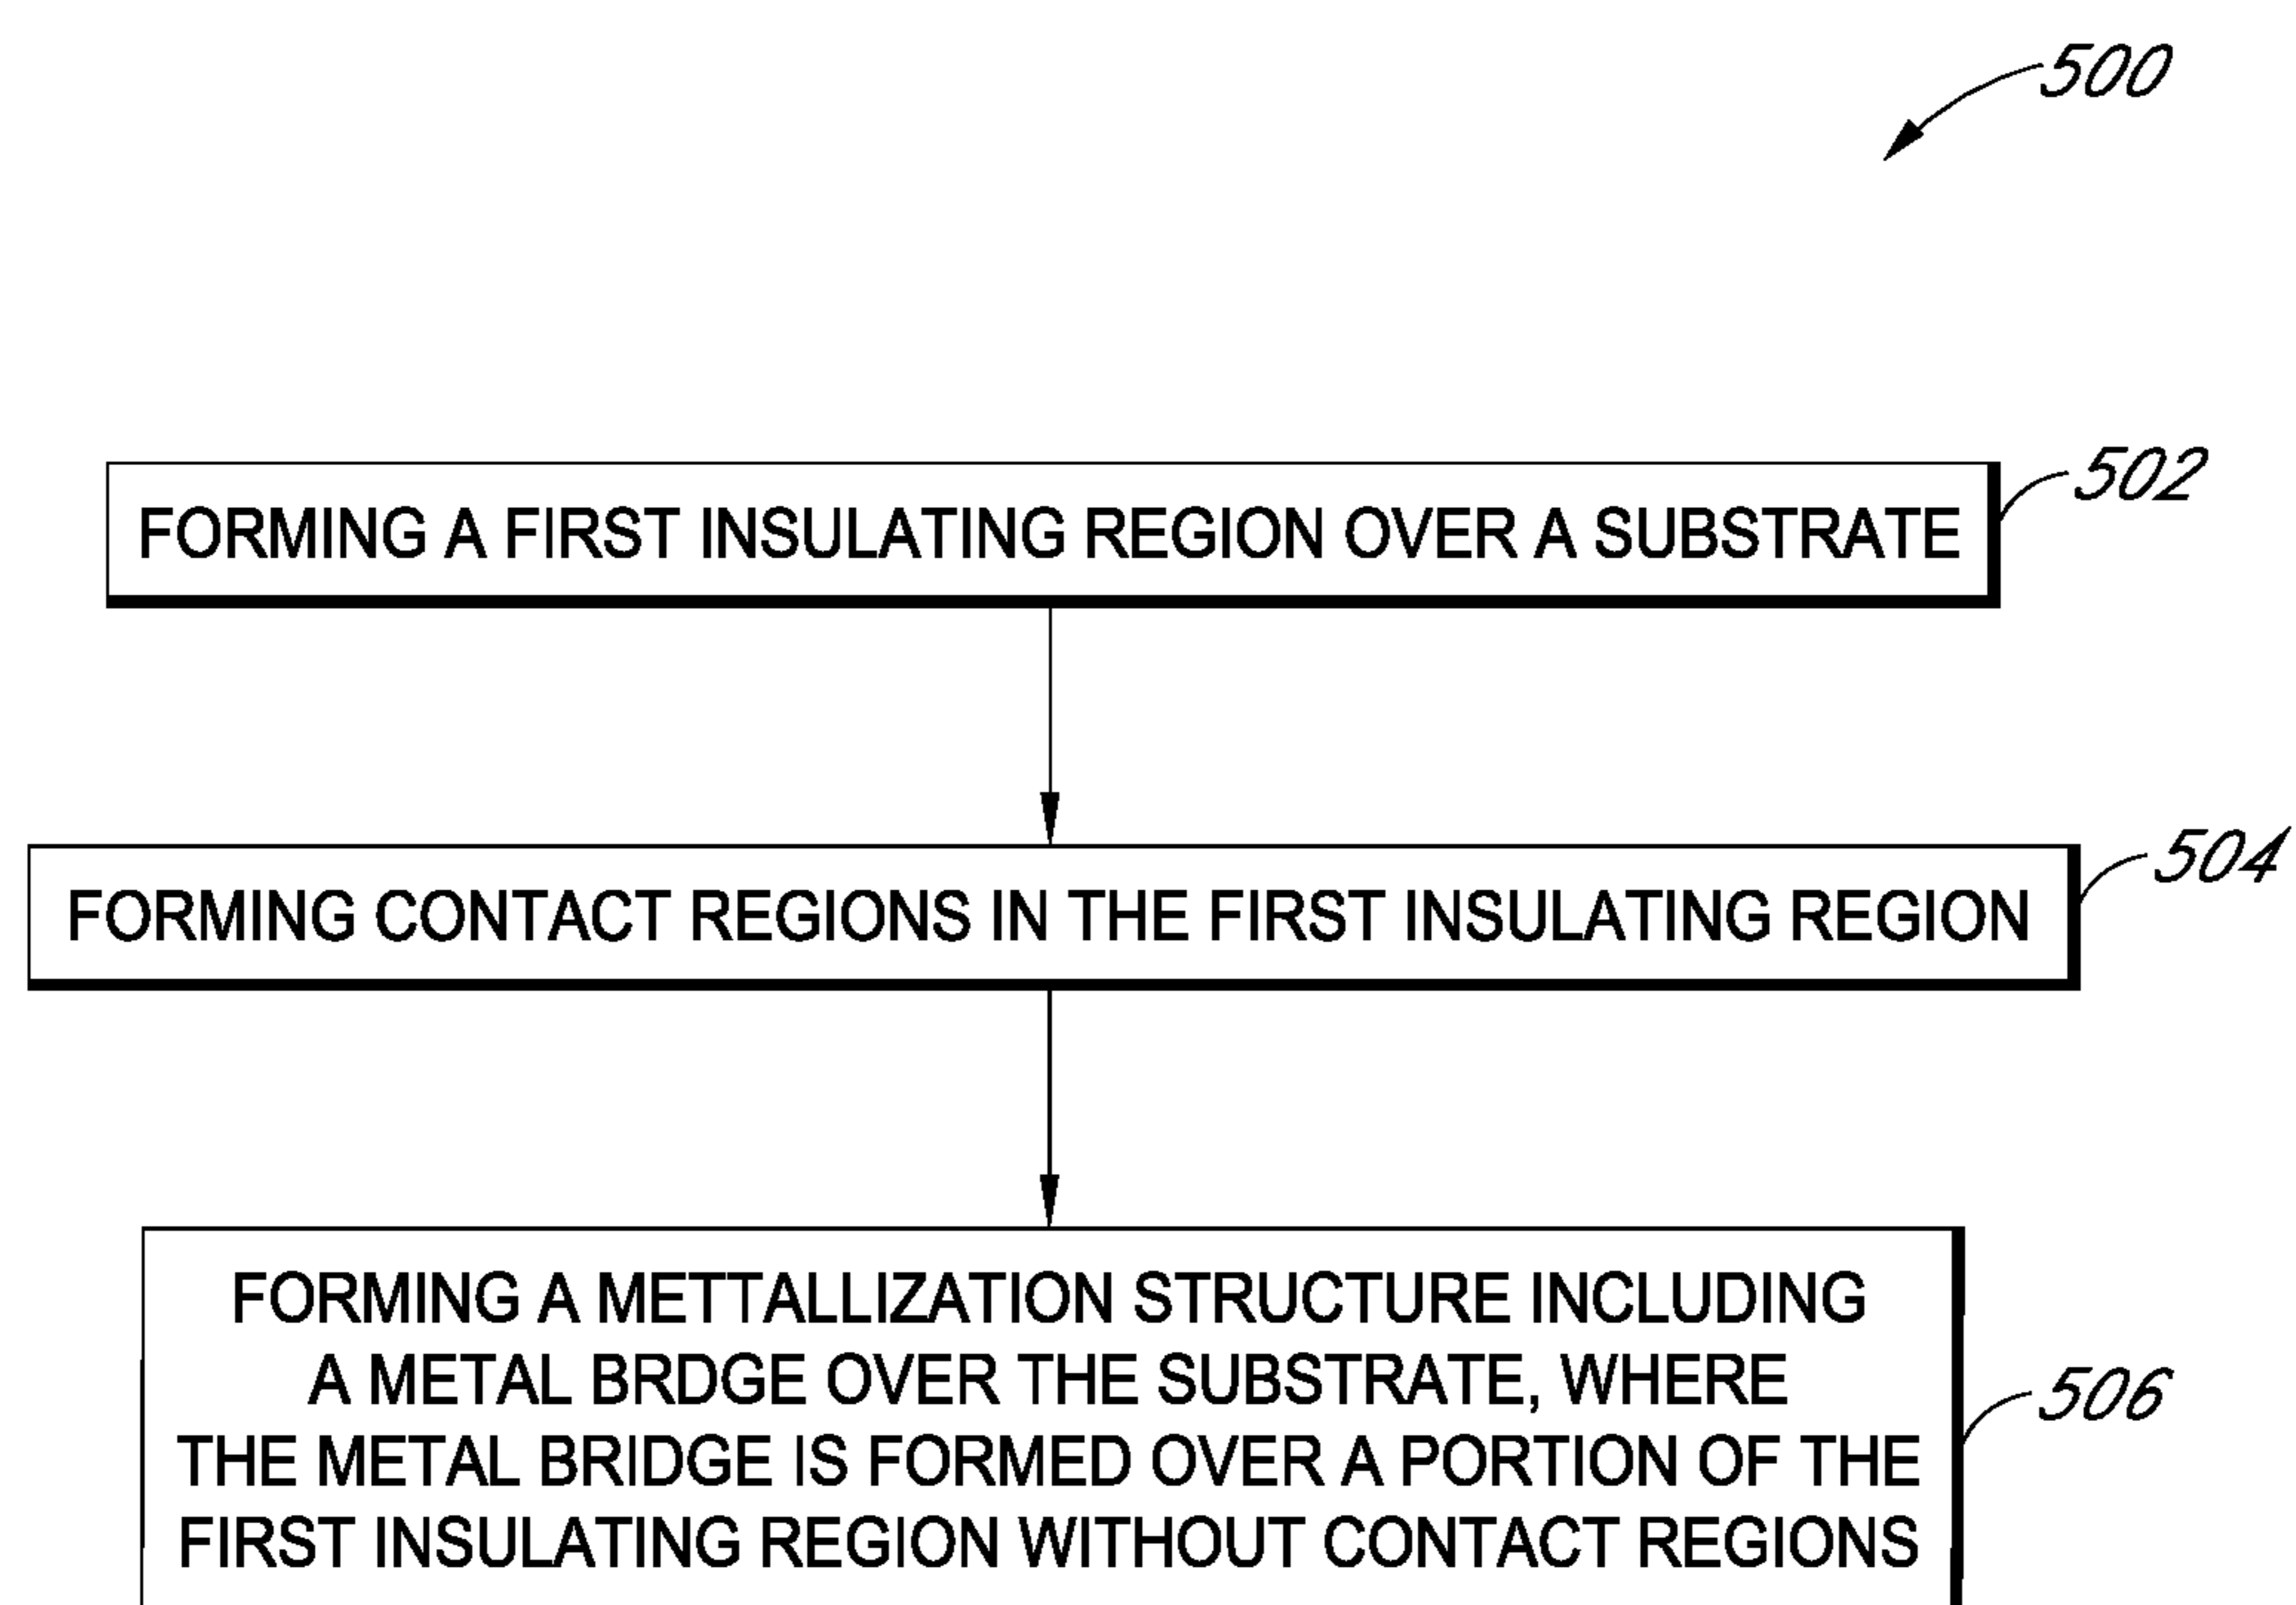 500
FORMING A FIRST INSULATING REGION OVER A SUBSTRATE
502
FORMING CONTACT REGIONS IN THE FIRST INSULATING REGION
504
FORMING A METTALLIZATION STRUCTURE INCLUDING
A METAL BRDGE OVER THE SUBSTRATE, WHERE
THE METAL BRIDGE IS FORMED OVER A PORTION OF THE
FIRST INSULATING REGION WITHOUT CONTACT REGIONS
506